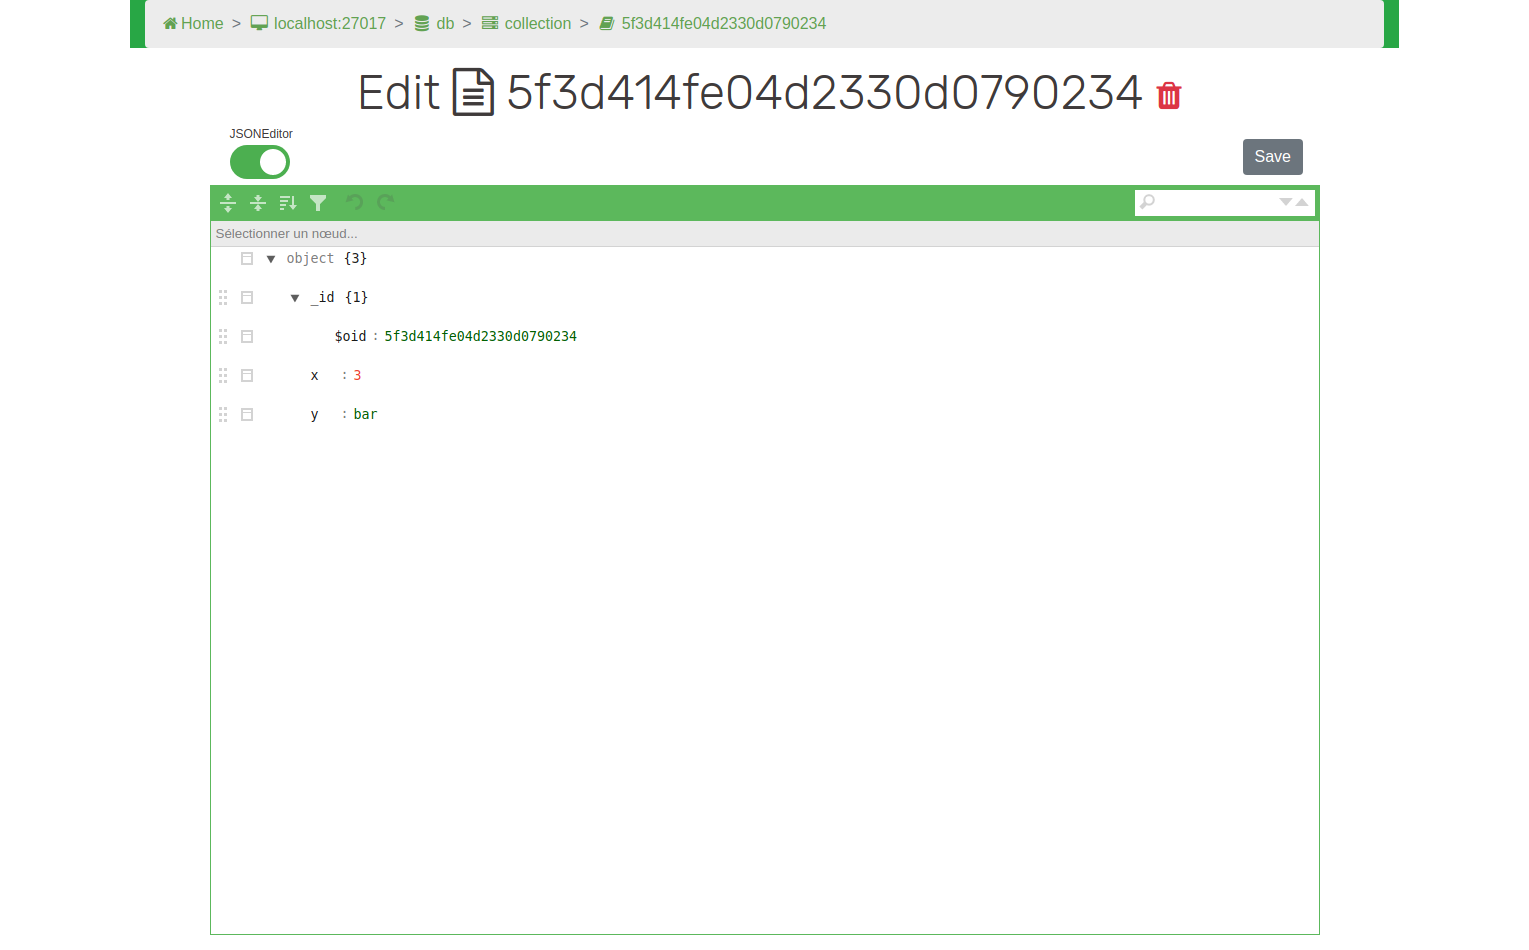 Home > localhost:27017 > db > collection > 5f3d414fe04d2330d0790234
Edit 5f3d414fe04d2330d0790234
JSONEditor
Save
Sélectionner un nœud...
object {3}
_id {1}
$oid : 5f3d414fe04d2330d0790234
x : 3
y : bar